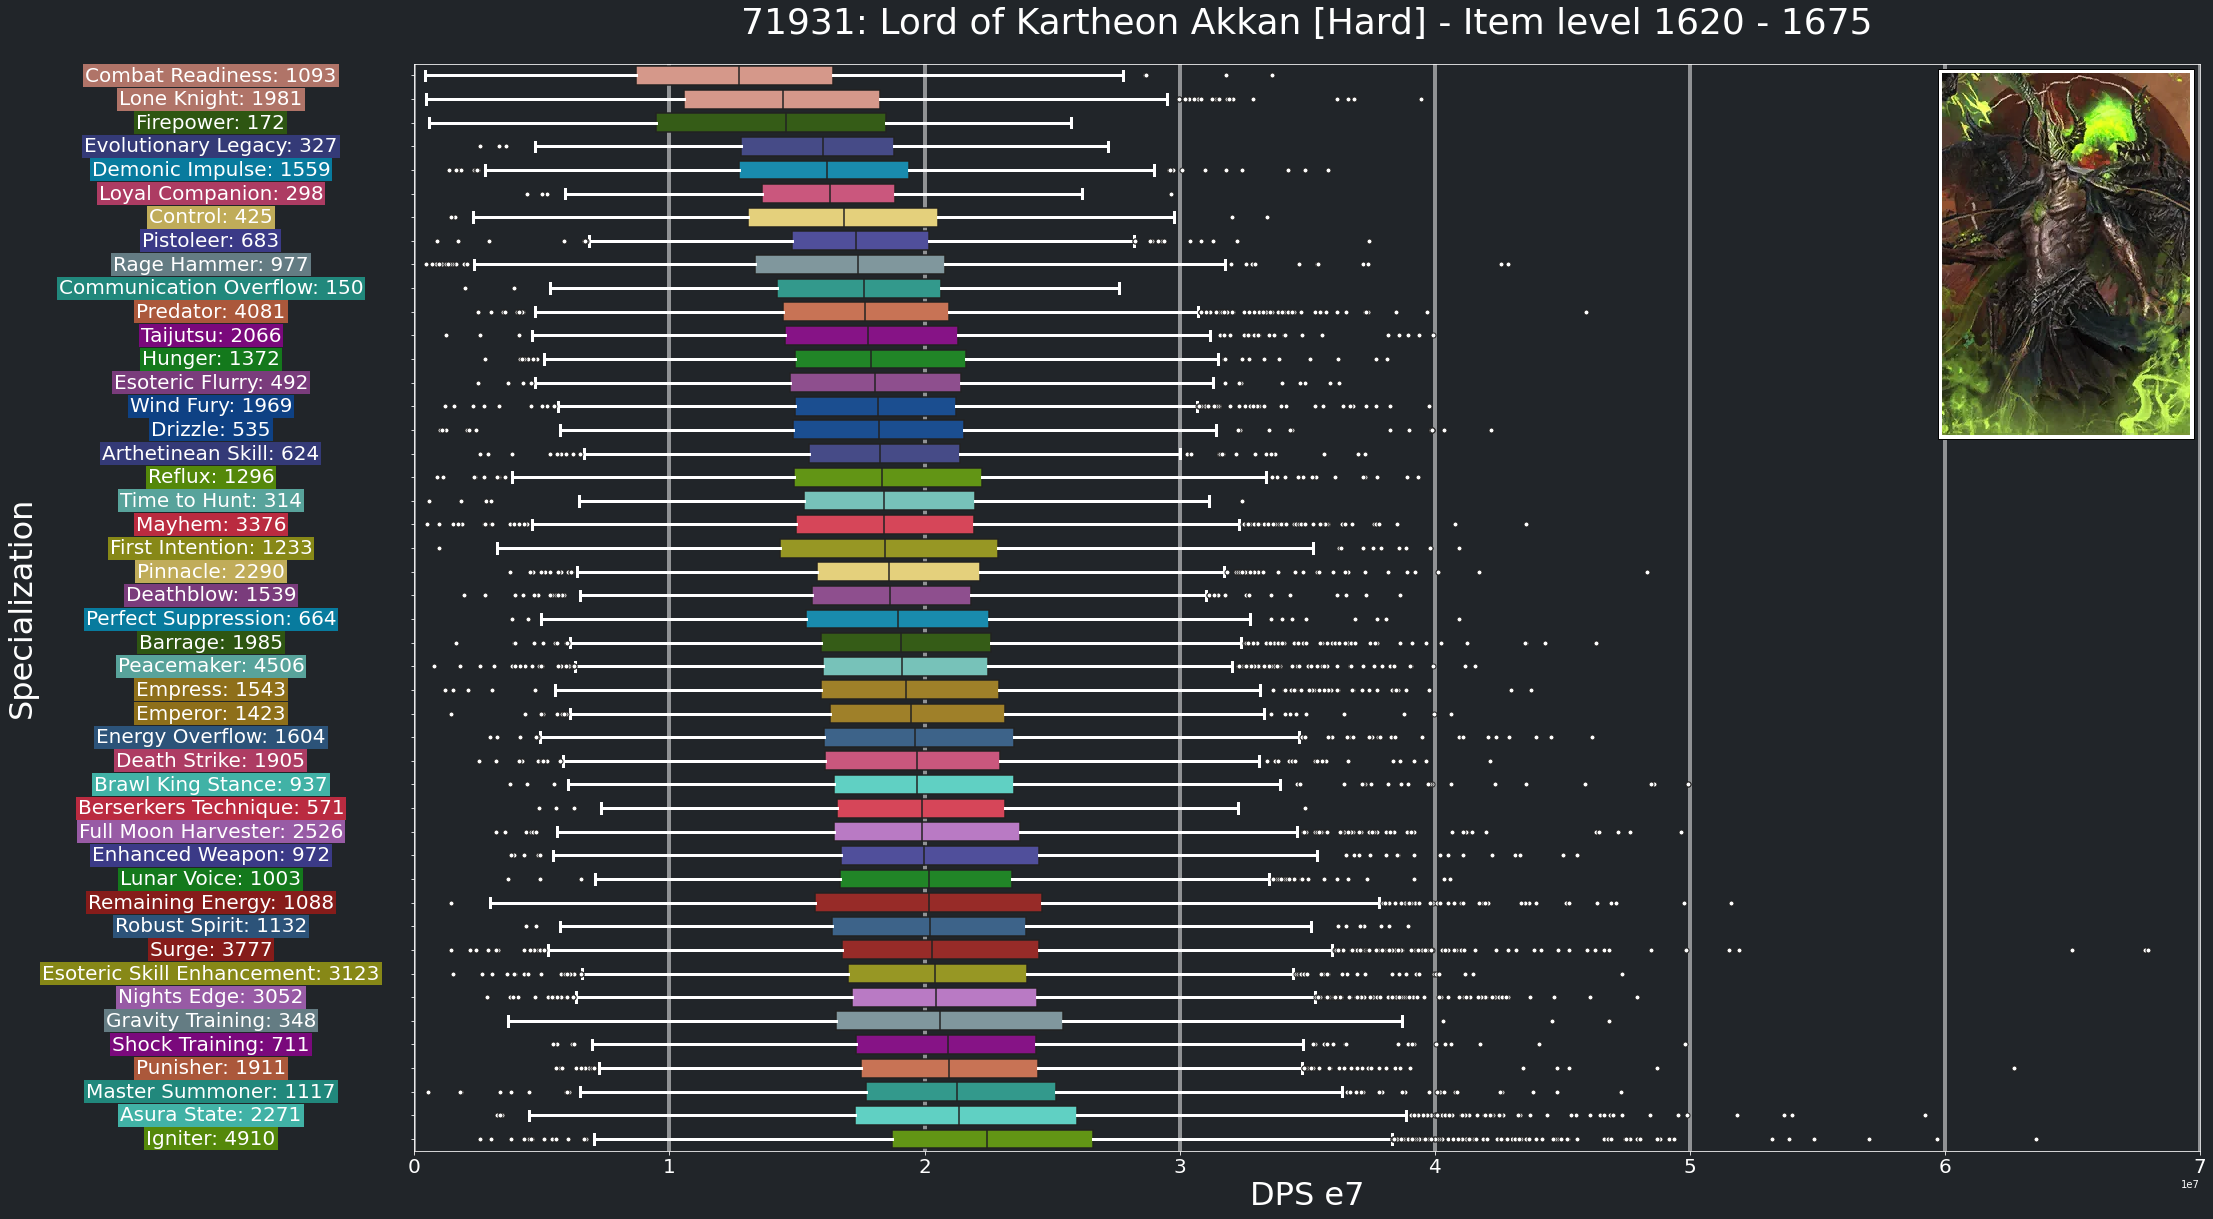 71931: Lord of Kartheon Akkan [Hard] - Item level 1620 - 1675
Specialization
Combat Readiness: 1093
Lone Knight: 1981
Firepower: 172
Evolutionary Legacy: 327
Demonic Impulse: 1559
Loyal Companion: 298
Control: 425
Pistoleer: 683
Rage Hammer: 977
Communication Overflow: 150
Predator: 4081
Taijutsu: 2066
Hunger: 1372
Esoteric Flurry: 492
Wind Fury: 1969
Drizzle: 535
Arthetinean Skill: 624
Reflux: 1296
Time to Hunt: 314
Mayhem: 3376
First Intention: 1233
Pinnacle: 2290
Deathblow: 1539
Perfect Suppression: 664
Barrage: 1985
Peacemaker: 4506
Empress: 1543
Emperor: 1423
Energy Overflow: 1604
Death Strike: 1905
Brawl King Stance: 937
Berserkers Technique: 571
Full Moon Harvester: 2526
Enhanced Weapon: 972
Lunar Voice: 1003
Remaining Energy: 1088
Robust Spirit: 1132
Surge: 3777
Esoteric Skill Enhancement: 3123
Nights Edge: 3052
Gravity Training: 348
Shock Training: 711
Punisher: 1911
Master Summoner: 1117
Asura State: 2271
Igniter: 4910
0 1 2 3 4 5 6 7
DPS e7
1e7